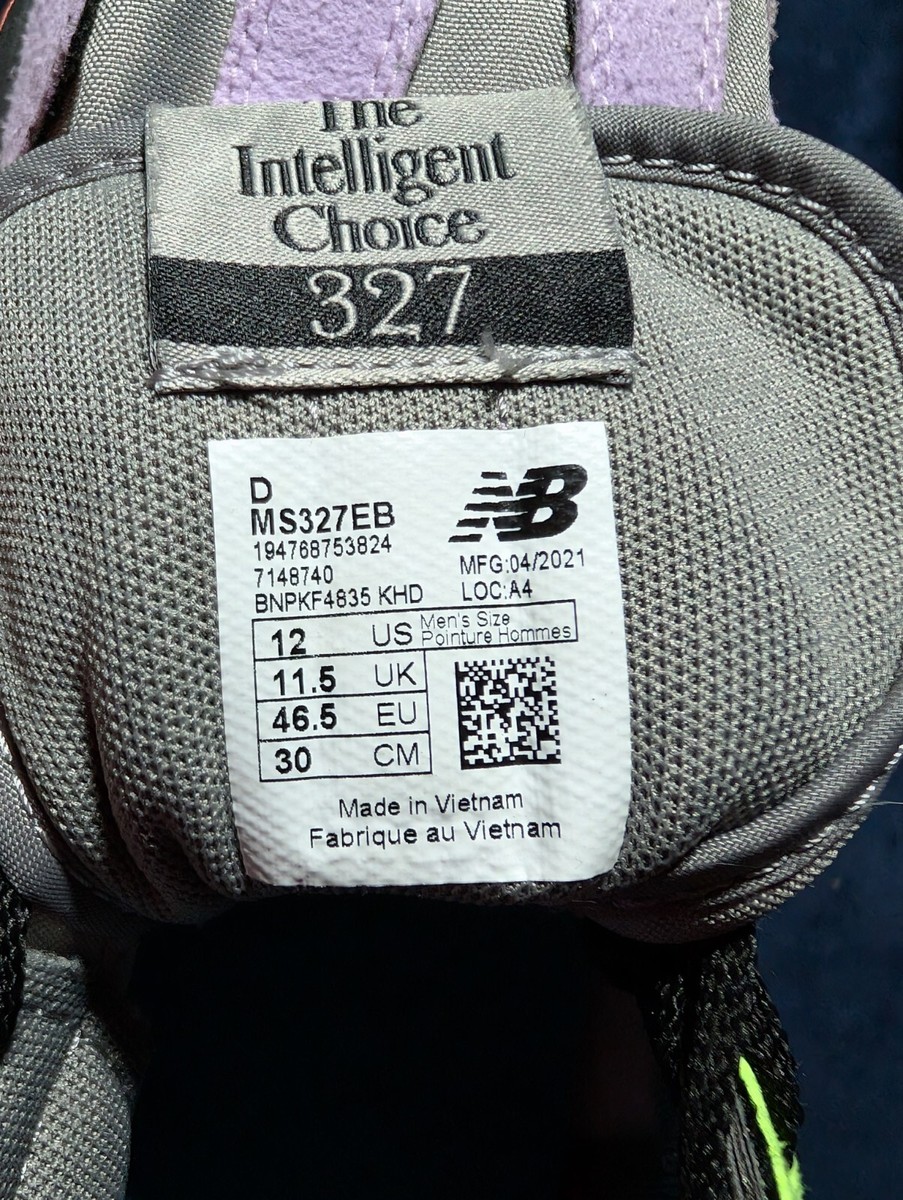 The
Intelligent
Choice
327
D
MS327EB
194768753824
7148740
BNPKF4835 KHD
NB
MFG:04/2021
LOC:A4
12 US Men's Size
Pointure Hommes
11.5 UK
46.5 EU
30 CM
Made in Vietnam
Fabrique au Vietnam